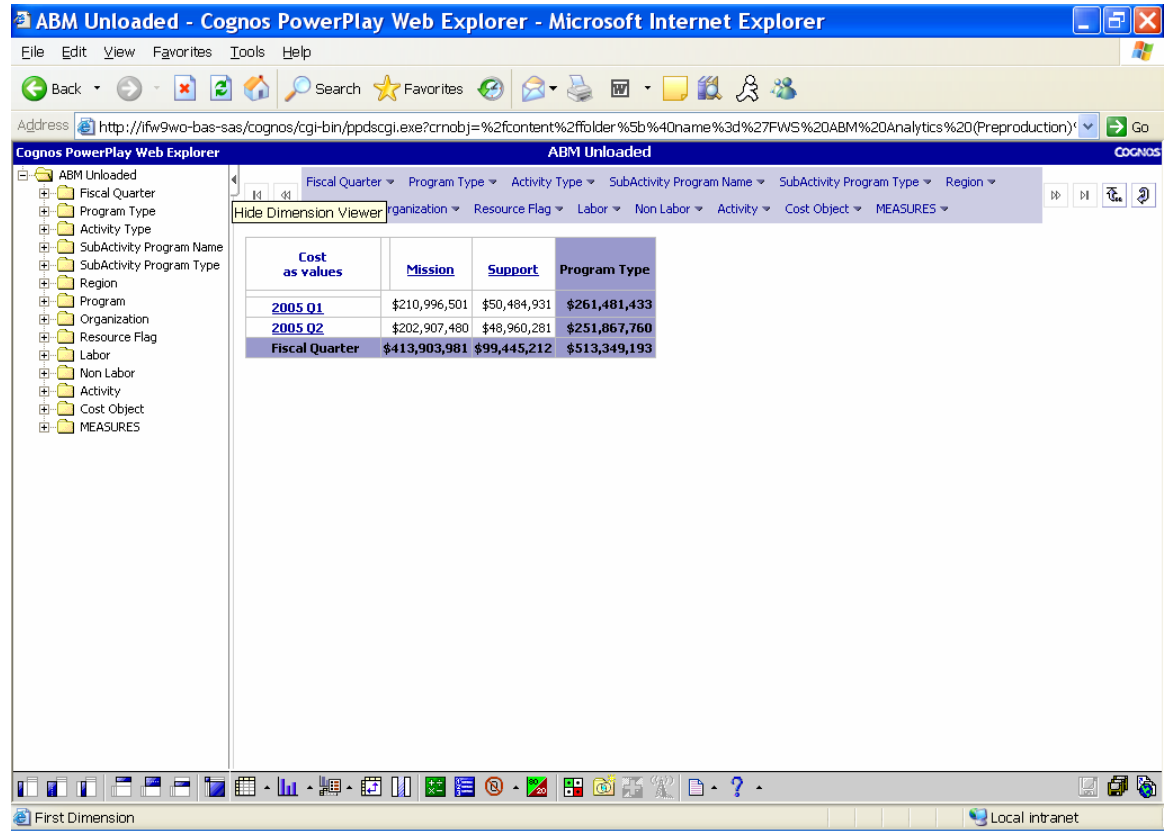 ABM Unloaded - Cognos PowerPlay Web Explorer - Microsoft Internet Explorer
File Edit View Favorites Tools Help
Back Search Favorites
Address http://ifw9wo-bas-sas/cognos/cgi-bin/ppdscgi.exe?crnobj=%2fcontent%2ffolder%5b%40name%3d%27FWS%20ABM%20Analytics%20(Preproduction)% Go
Cognos PowerPlay Web Explorer ABM Unloaded COGNOS
ABM Unloaded
Fiscal Quarter
Program Type
Activity Type
SubActivity Program Name
SubActivity Program Type
Region
Program
Organization
Resource Flag
Labor
Non Labor
Activity
Cost Object
MEASURES
Fiscal Quarter Program Type Activity Type SubActivity Program Name SubActivity Program Type Region
Hide Dimension Viewer rganization Resource Flag Labor Non Labor Activity Cost Object MEASURES
Cost
as values Mission Support Program Type
2005 Q1 $210,996,501 $50,484,931 $261,481,433
2005 Q2 $202,907,480 $48,960,281 $251,867,760
Fiscal Quarter $413,903,981 $99,445,212 $513,349,193
First Dimension Local intranet